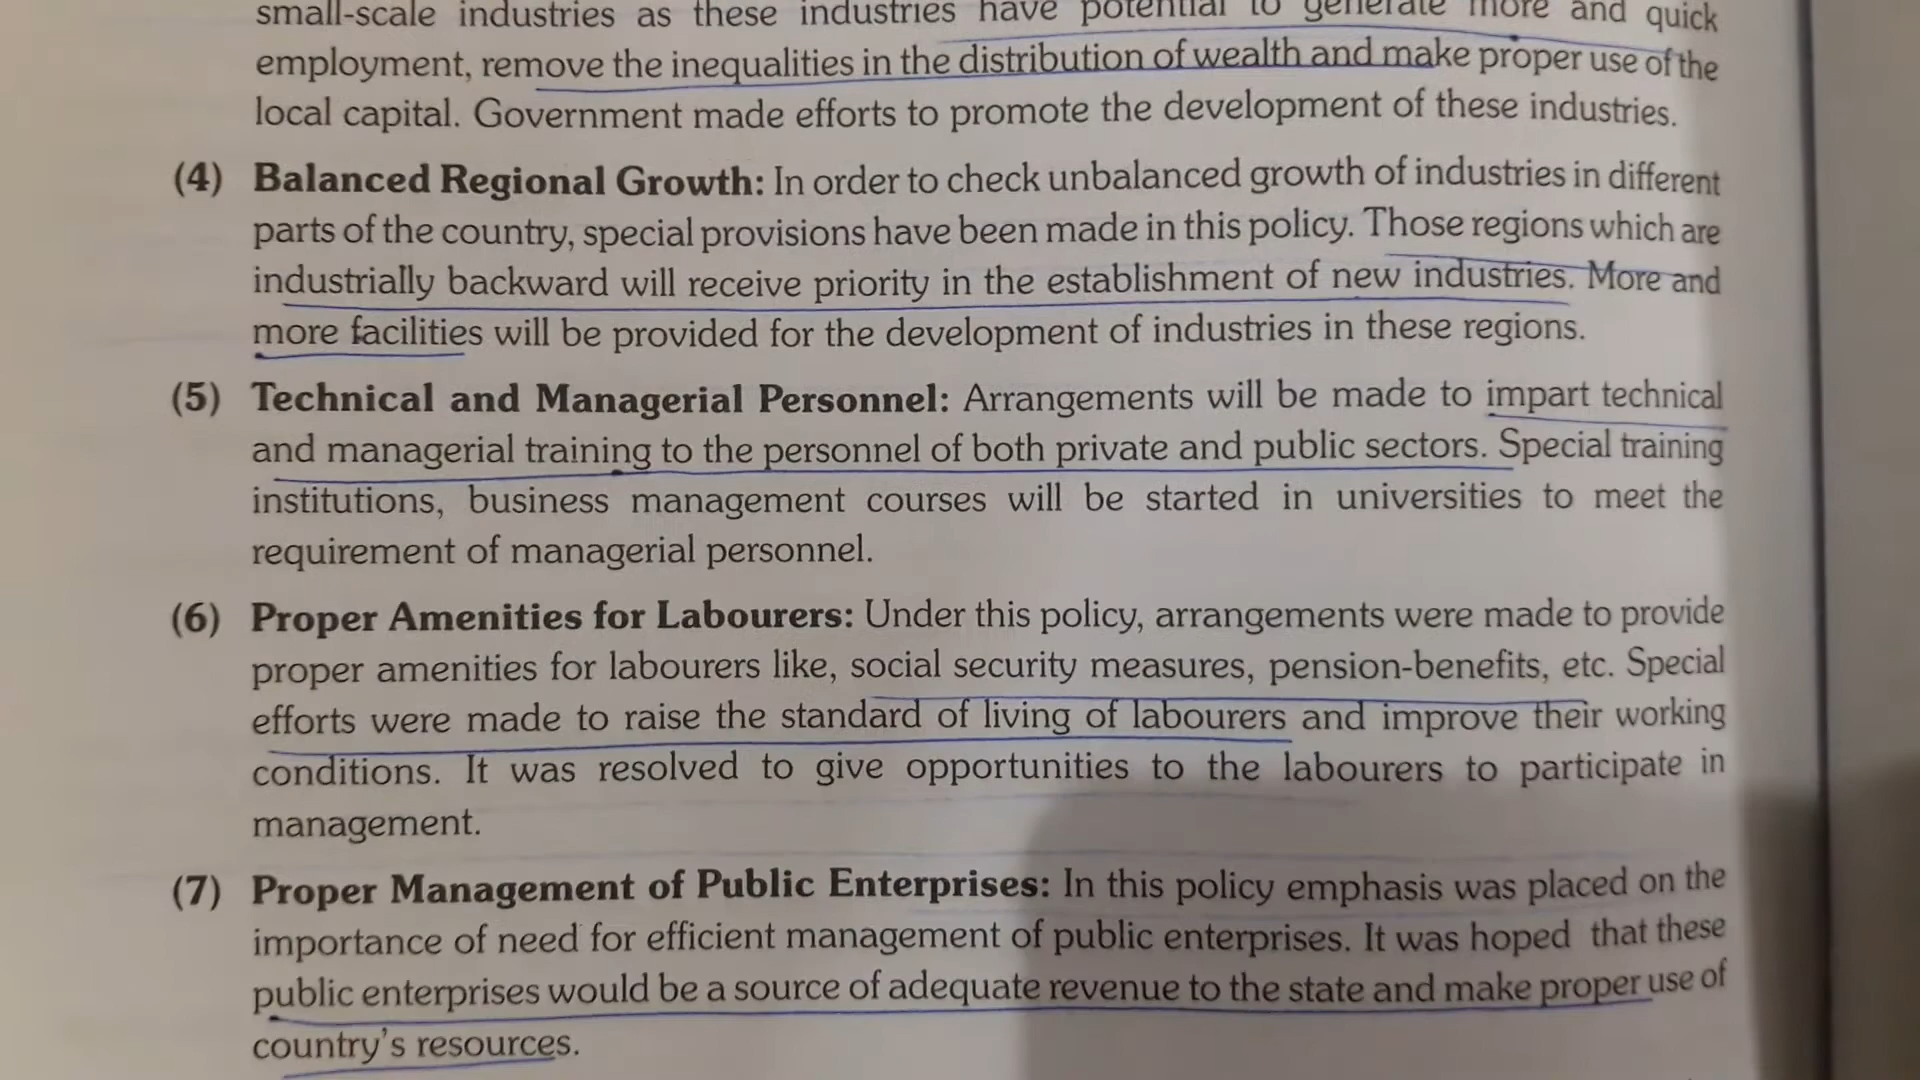 small-scale industries as these industries have potential to generate more and quick
employment, remove the inequalities in the distribution of wealth and make proper use of the
local capital. Government made efforts to promote the development of these industries.
(4) Balanced Regional Growth: In order to check unbalanced growth of industries in different
parts of the country, special provisions have been made in this policy. Those regions which are
industrially backward will receive priority in the establishment of new industries. More and
more facilities will be provided for the development of industries in these regions.
(5) Technical and Managerial Personnel: Arrangements will be made to impart technical
and managerial training to the personnel of both private and public sectors. Special training
institutions, business management courses will be started in universities to meet the
requirement of managerial personnel.
(6) Proper Amenities for Labourers: Under this policy, arrangements were made to provide
proper amenities for labourers like, social security measures, pension-benefits, etc. Special
efforts were made to raise the standard of living of labourers and improve their working
conditions. It was resolved to give opportunities to the labourers to participate in
management.
(7) Proper Management of Public Enterprises: In this policy emphasis was placed on the
importance of need for efficient management of public enterprises. It was hoped that these
public enterprises would be a source of adequate revenue to the state and make proper use of
country's resources.